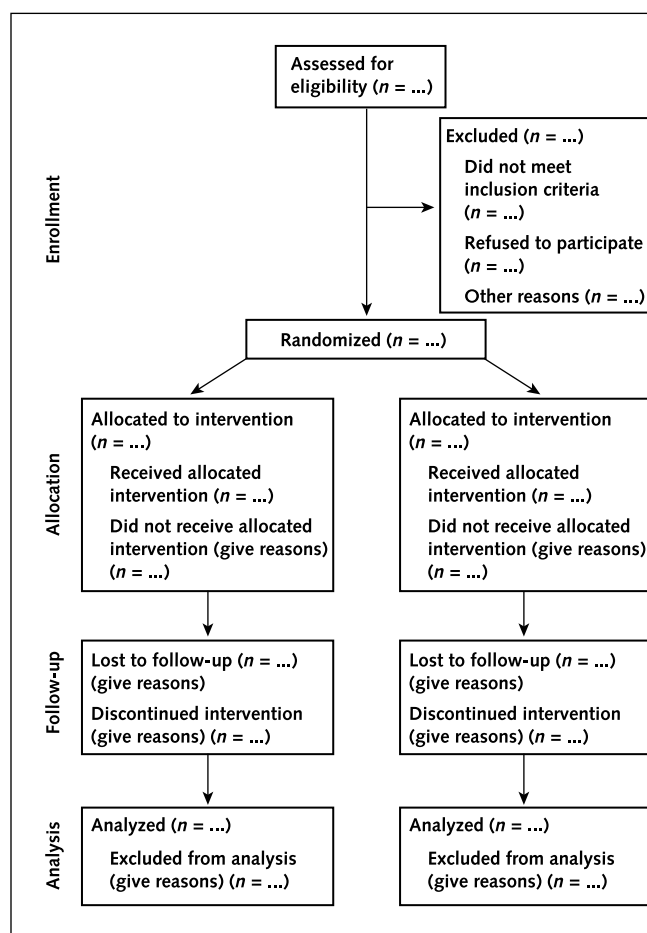 Assessed for
eligibility (n = ...)
Excluded (n = ...)
Did not meet
inclusion criteria
(n = ...)
Refused to participate
(n = ...)
Other reasons (n = ...)
Enrollment
Randomized (n = ...)
Allocation
Allocated to intervention
(n = ...)
Received allocated
intervention (n = ...)
Did not receive allocated
intervention (give reasons)
(n = ...)
Allocated to intervention
(n = ...)
Received allocated
intervention (n = ...)
Did not receive allocated
intervention (give reasons)
(n = ...)
Follow-up
Lost to follow-up (n = ...)
(give reasons)
Discontinued intervention
(give reasons) (n = ...)
Lost to follow-up (n = ...)
(give reasons)
Discontinued intervention
(give reasons) (n = ...)
Analysis
Analyzed (n = ...)
Excluded from analysis
(give reasons) (n = ...)
Analyzed (n = ...)
Excluded from analysis
(give reasons) (n = ...)